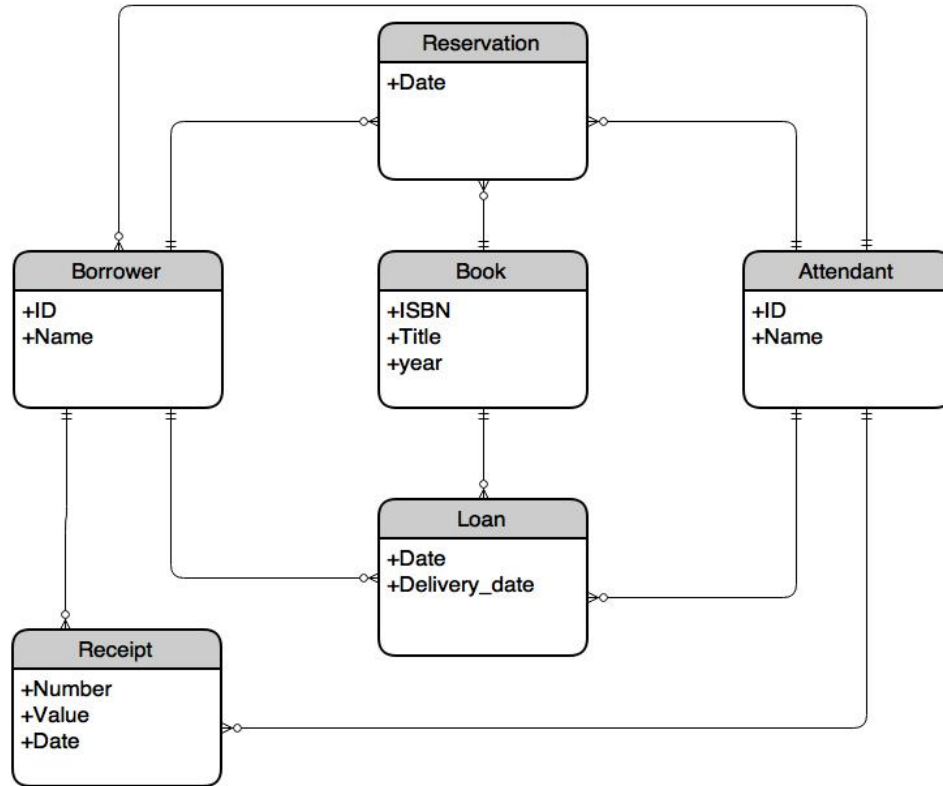 Reservation
+Date
Borrower
+ID
+Name
Book
+ISBN
+Title
+year
Attendant
+ID
+Name
Loan
+Date
+Delivery_date
Receipt
+Number
+Value
+Date